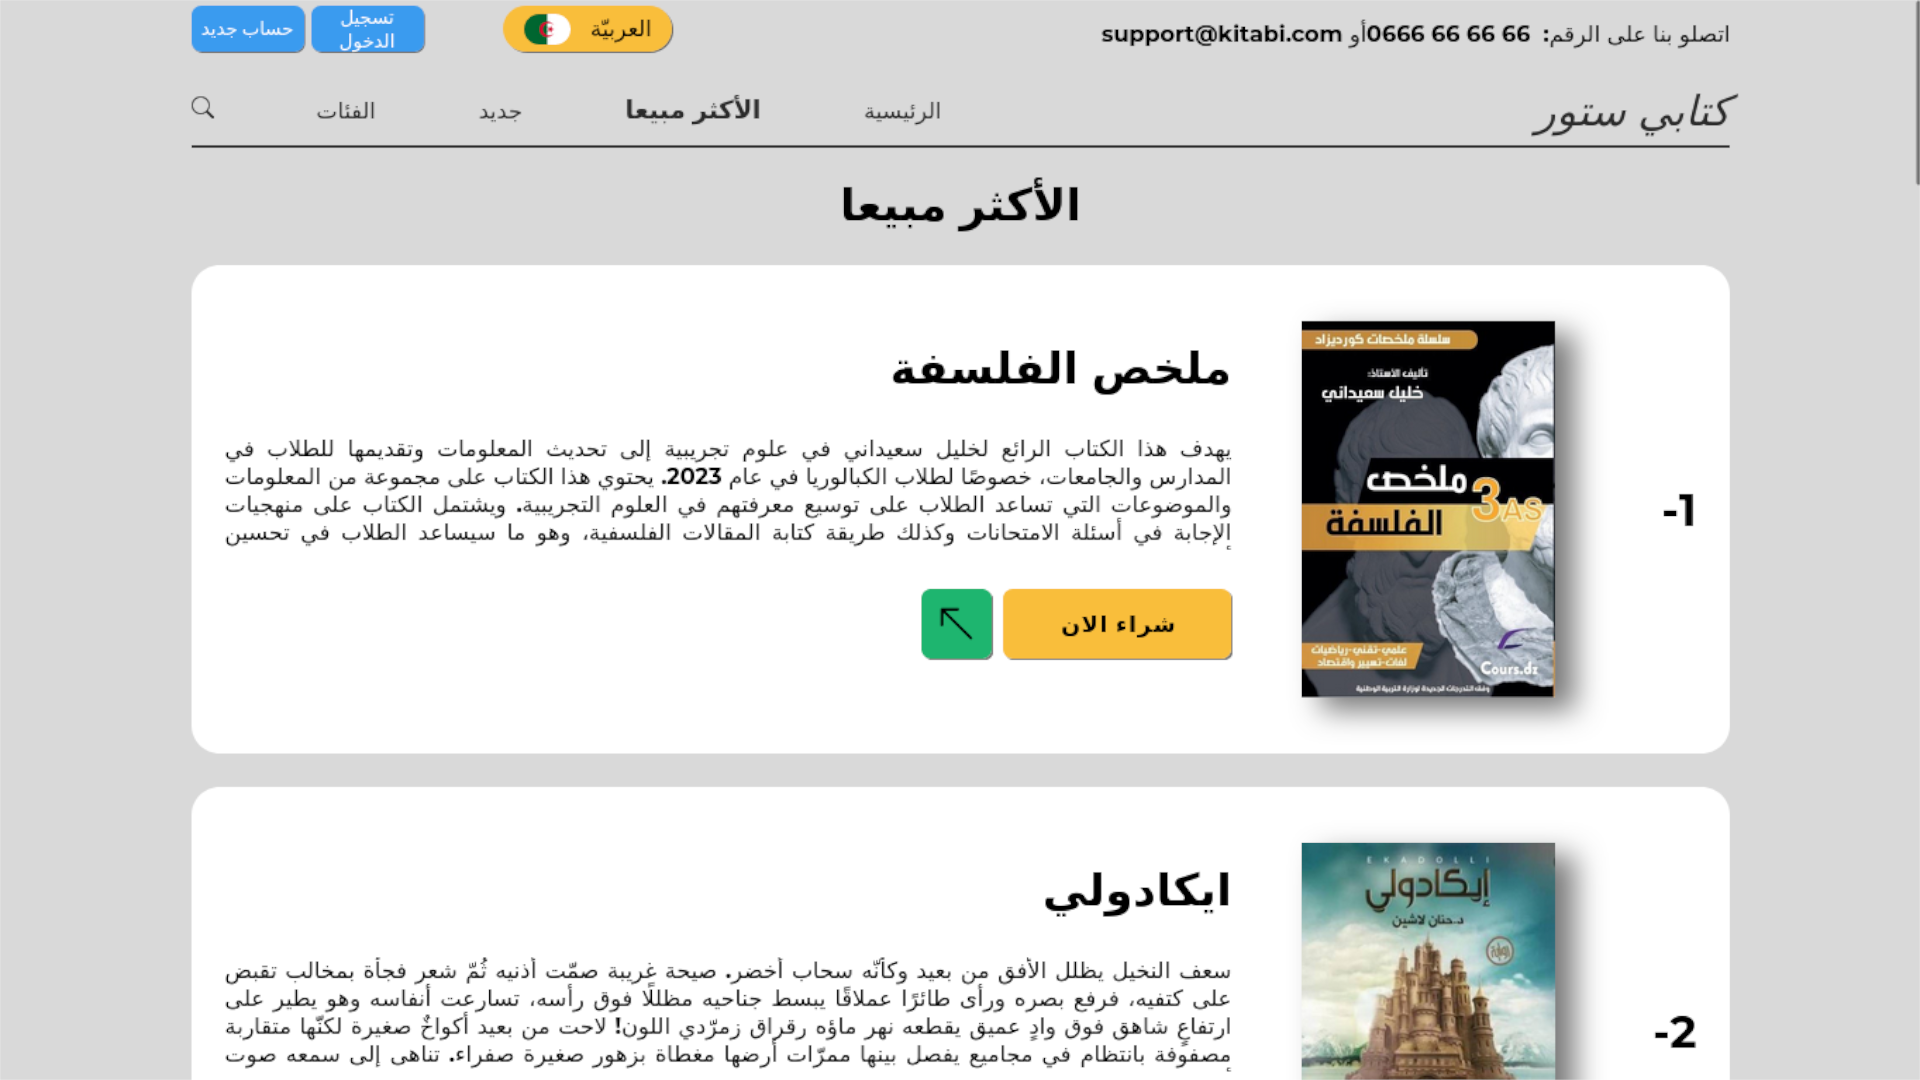 اتصلو بنا على الرقم: 66 66 66 0666أو support@kitabi.com
العربيّة
تسجيل
الدخول
حساب جديد
كتابي ستور
الرئيسية
الأكثر مبيعا
جديد
الفئات
الأكثر مبيعا
-1
سلسلة ملخصات كورديزاد
تأليف الأستاذ:
خليل سعيداني
ملخص
3AS
الفلسفة
علمي-تقني-رياضيات
لغات-تسيير واقتصاد
Cours.dz
وفق التدرجات الجديدة لوزارة التربية الوطنية
ملخص الفلسفة
يهدف هذا الكتاب الرائع لخليل سعيداني في علوم تجريبية إلى تحديث المعلومات وتقديمها للطلاب في
المدارس والجامعات، خصوصًا لطلاب الكبالوريا في عام 2023. يحتوي هذا الكتاب على مجموعة من المعلومات
والموضوعات التي تساعد الطلاب على توسيع معرفتهم في العلوم التجريبية. ويشتمل الكتاب على منهجيات
الإجابة في أسئلة الامتحانات وكذلك طريقة كتابة المقالات الفلسفية، وهو ما سيساعد الطلاب في تحسين
شراء الان
-2
EKADOLLI
إيكادولي
د.حنان لاشين
رواية
ايكادولي
سعف النخيل يظلل الأفق من بعيد وكأنّه سحاب أخضر. صيحة غريبة صمّت أذنيه ثُمّ شعر فجأة بمخالب تقبض
على كتفيه، فرفع بصره ورأى طائرًا عملاقًا يبسط جناحيه مظللًا فوق رأسه، تسارعت أنفاسه وهو يطير على
ارتفاعٍ شاهق فوق وادٍ عميق يقطعه نهر ماؤه رقراق زمرّدي اللون! لاحت من بعيد أكواخٌ صغيرة لكنّها متقاربة
مصفوفة بانتظام في مجاميع يفصل بينها ممرّات أرضها مغطاة بزهور صغيرة صفراء. تناهى إلى سمعه صوت